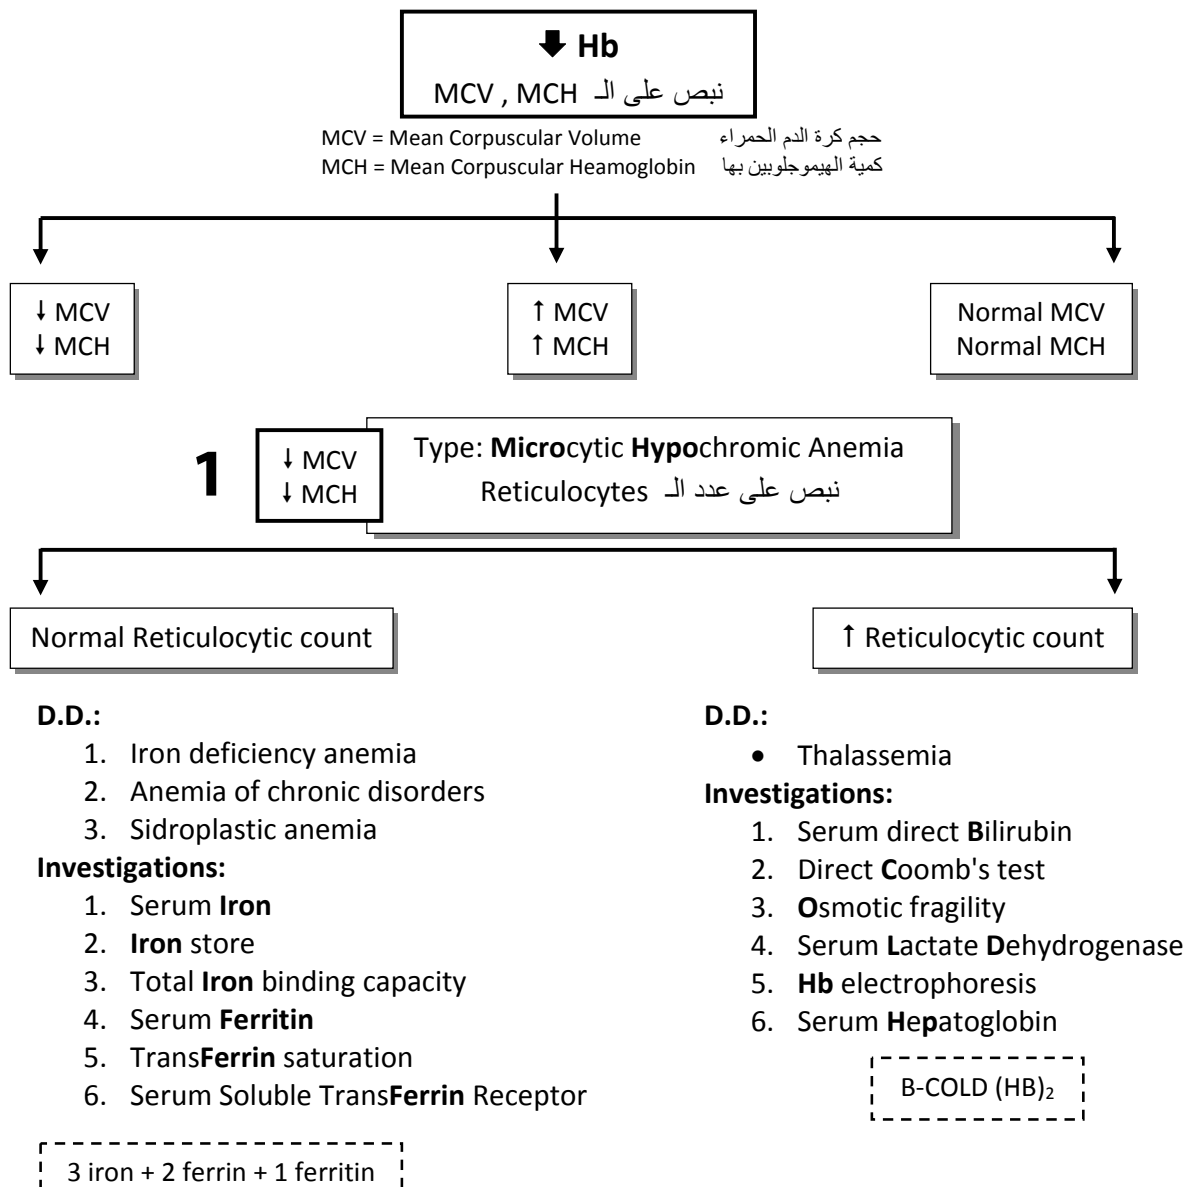 🡇 Hb
نبص على الـ MCV , MCH
MCV = Mean Corpuscular Volume حجم كرة الدم الحمراء
MCH = Mean Corpuscular Heamoglobin كمية الهيموجلوبين بها
↓ MCV
↓ MCH
↑ MCV
↑ MCH
Normal MCV
Normal MCH
1
↓ MCV
↓ MCH
Type: Microcytic Hypochromic Anemia
نبص على عدد الـ Reticulocytes
Normal Reticulocytic count
↑ Reticulocytic count
D.D.:
1. Iron deficiency anemia
2. Anemia of chronic disorders
3. Sidroplastic anemia
Investigations:
1. Serum Iron
2. Iron store
3. Total Iron binding capacity
4. Serum Ferritin
5. TransFerrin saturation
6. Serum Soluble TransFerrin Receptor
3 iron + 2 ferrin + 1 ferritin
D.D.:
• Thalassemia
Investigations:
1. Serum direct Bilirubin
2. Direct Coomb's test
3. Osmotic fragility
4. Serum Lactate Dehydrogenase
5. Hb electrophoresis
6. Serum Hepatoglobin
B-COLD (HB)₂